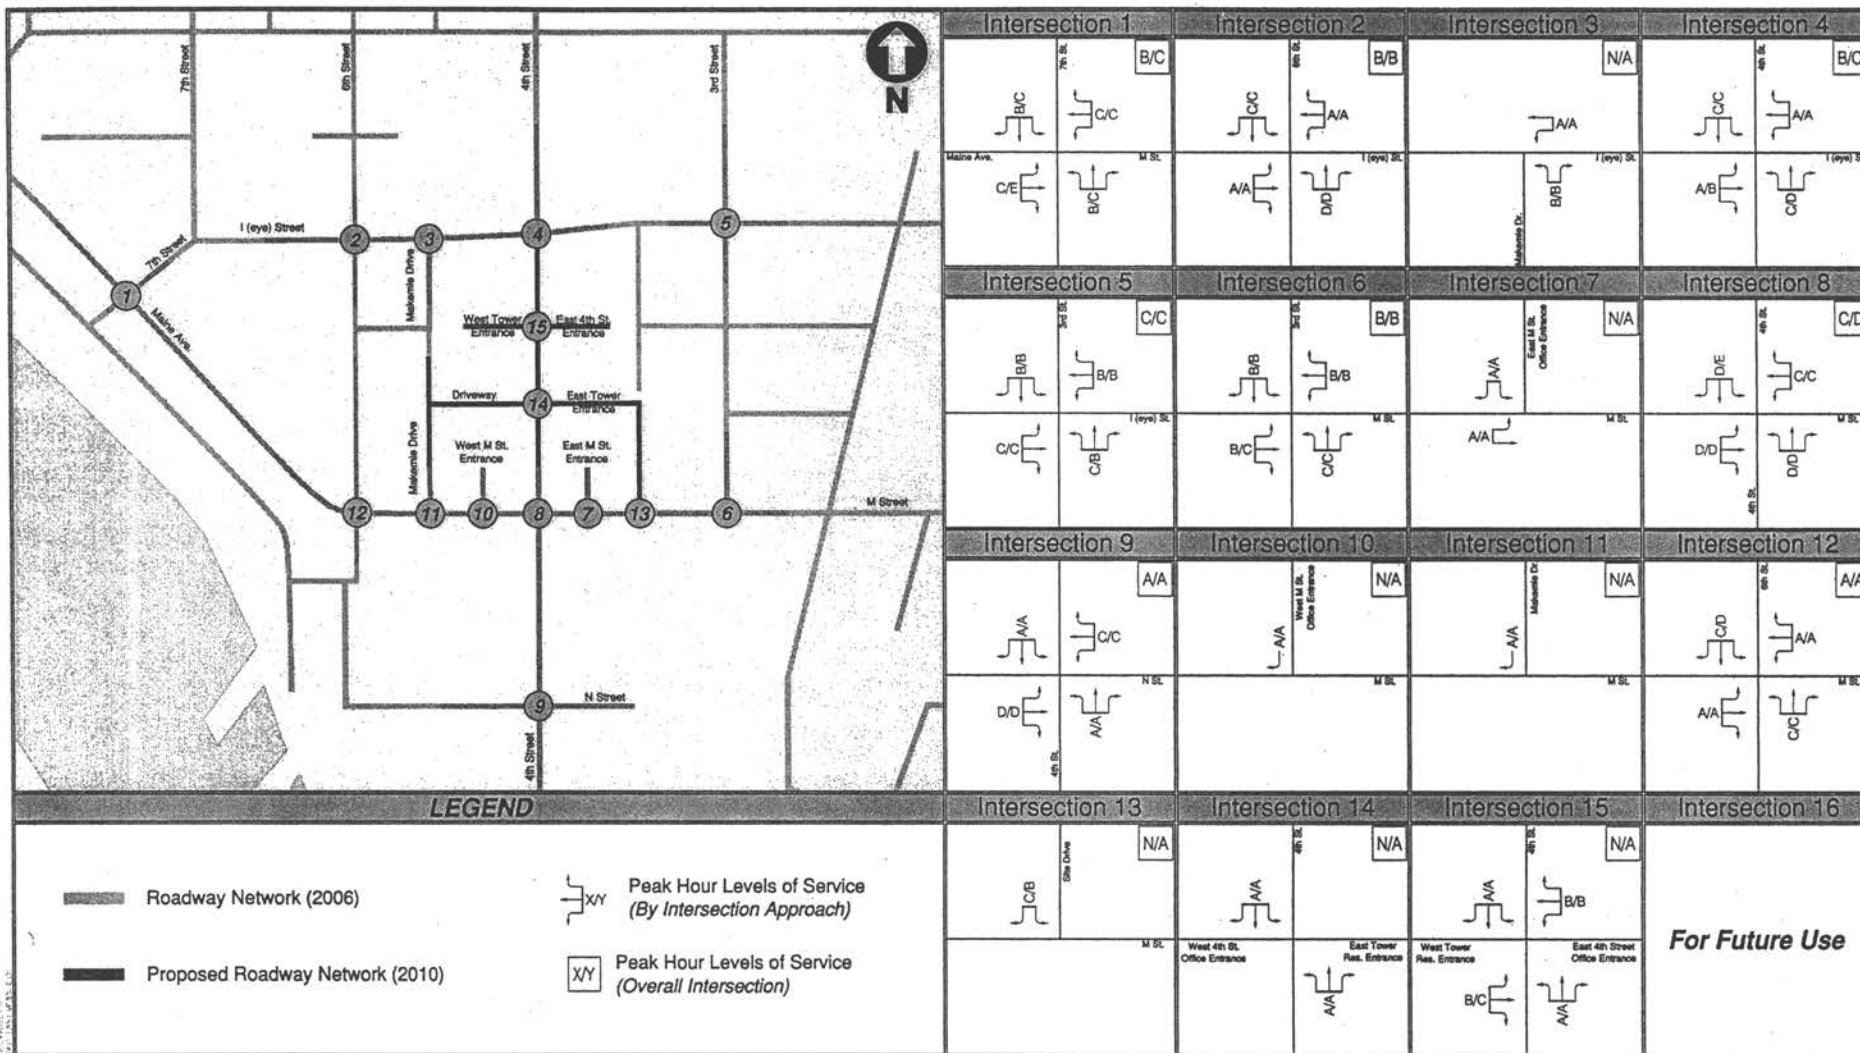 7th Street
6th Street
4th Street
3rd Street
N
I (eye) Street
7th Street
Makemie Drive
Maine Ave.
West Tower
Entrance
East 4th St.
Entrance
Driveway
East Tower
Entrance
Makemie Drive
West M St.
Entrance
East M St.
Entrance
M Street
N Street
4th Street
1
2
3
4
5
15
14
12
11
10
8
7
13
6
9
LEGEND
Roadway Network (2006)
Proposed Roadway Network (2010)
X/Y
Peak Hour Levels of Service
(By Intersection Approach)
X/Y
Peak Hour Levels of Service
(Overall Intersection)
Intersection 1
7th St.
B/C
B/C
C/C
Maine Ave.
M St.
C/E
B/C
Intersection 2
6th St.
B/B
C/C
A/A
I (eye) St.
A/A
D/D
Intersection 3
N/A
A/A
I (eye) St.
B/B
Makemie Dr.
Intersection 4
4th St.
B/C
C/C
A/A
I (eye) St
A/B
C/D
Intersection 5
3rd St.
C/C
B/B
B/B
I (eye) St.
C/C
C/B
Intersection 6
3rd St.
B/B
B/B
B/B
M St.
B/C
C/C
Intersection 7
East M St.
Office Entrance
N/A
A/A
M St.
A/A
Intersection 8
4th St.
C/D
D/E
C/C
M St.
D/D
D/D
4th St.
Intersection 9
A/A
A/A
C/C
N St.
D/D
A/A
4th St.
Intersection 10
West M St.
Office Entrance
N/A
A/A
M St.
Intersection 11
Makemie Dr.
N/A
A/A
M St.
Intersection 12
6th St.
A/A
C/D
A/A
M St.
A/A
C/C
Intersection 13
Site Drive
N/A
C/B
M St.
Intersection 14
4th St.
N/A
A/A
West 4th St.
Office Entrance
East Tower
Res. Entrance
A/A
Intersection 15
4th St.
N/A
A/A
B/B
West Tower
Res. Entrance
East 4th Street
Office Entrance
B/C
A/A
Intersection 16
For Future Use